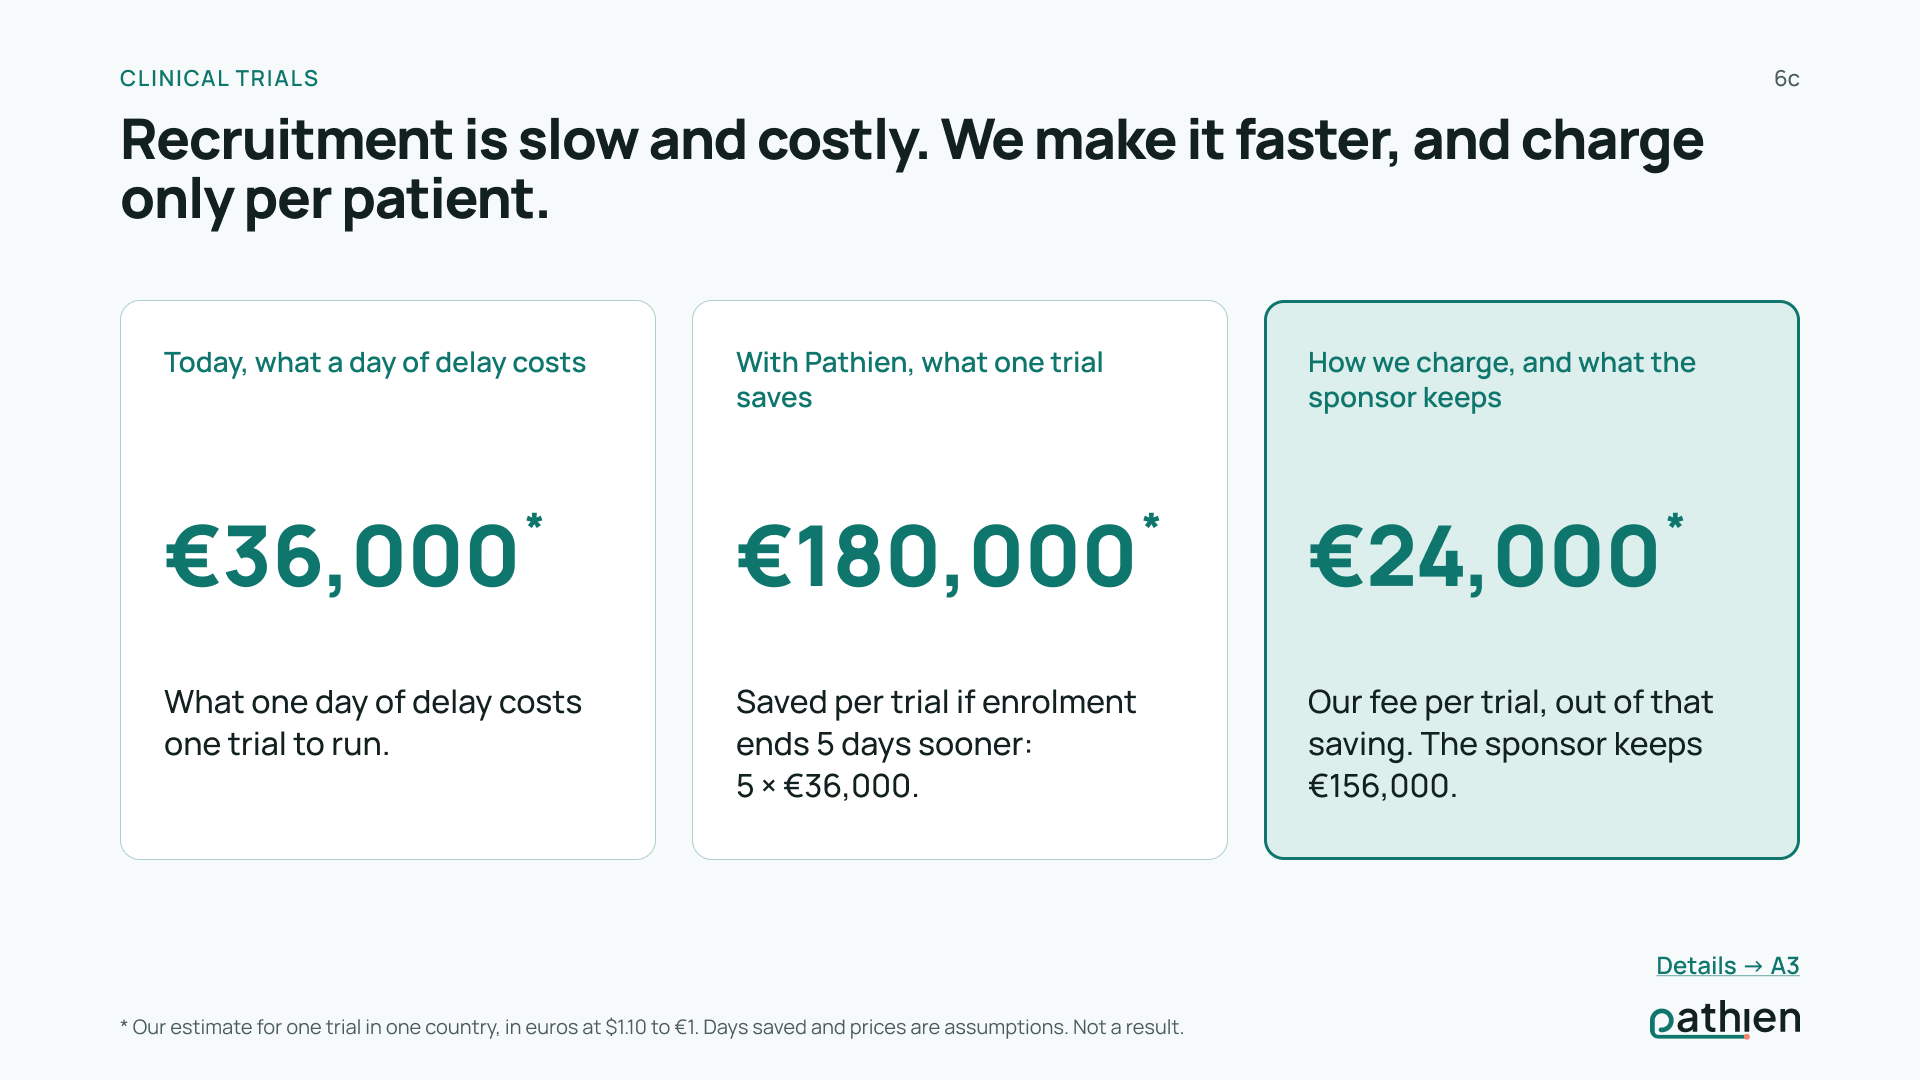 CLINICAL TRIALS
6c
Recruitment is slow and costly. We make it faster, and charge
only per patient.
Today, what a day of delay costs
€36,000*
What one day of delay costs
one trial to run.
With Pathien, what one trial
saves
€180,000*
Saved per trial if enrolment
ends 5 days sooner:
5 × €36,000.
How we charge, and what the
sponsor keeps
€24,000*
Our fee per trial, out of that
saving. The sponsor keeps
€156,000.
Details → A3
* Our estimate for one trial in one country, in euros at $1.10 to €1. Days saved and prices are assumptions. Not a result.
pathien